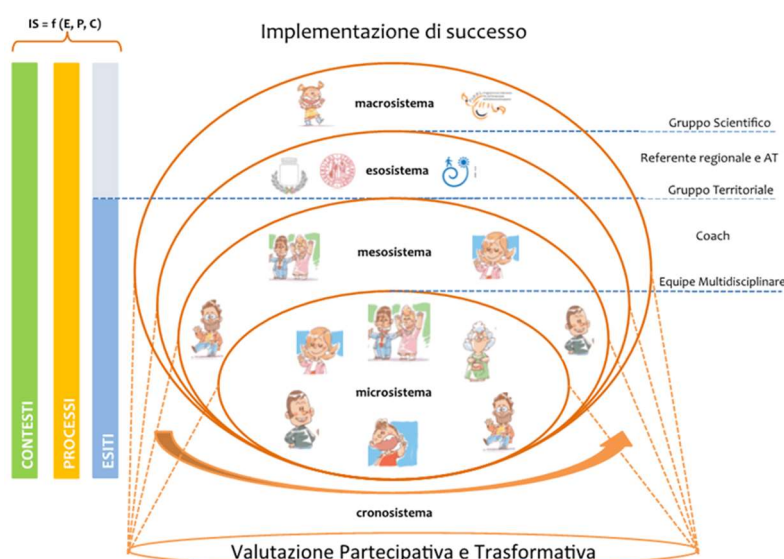 IS = f (E, P, C)
Implementazione di successo
macrosistema
Gruppo Scientifico
esosistema
Referente regionale e AT
Gruppo Territoriale
mesosistema
Coach
Equipe Multidisciplinare
microsistema
CONTESTI
PROCESSI
ESITI
cronosistema
Valutazione Partecipativa e Trasformativa